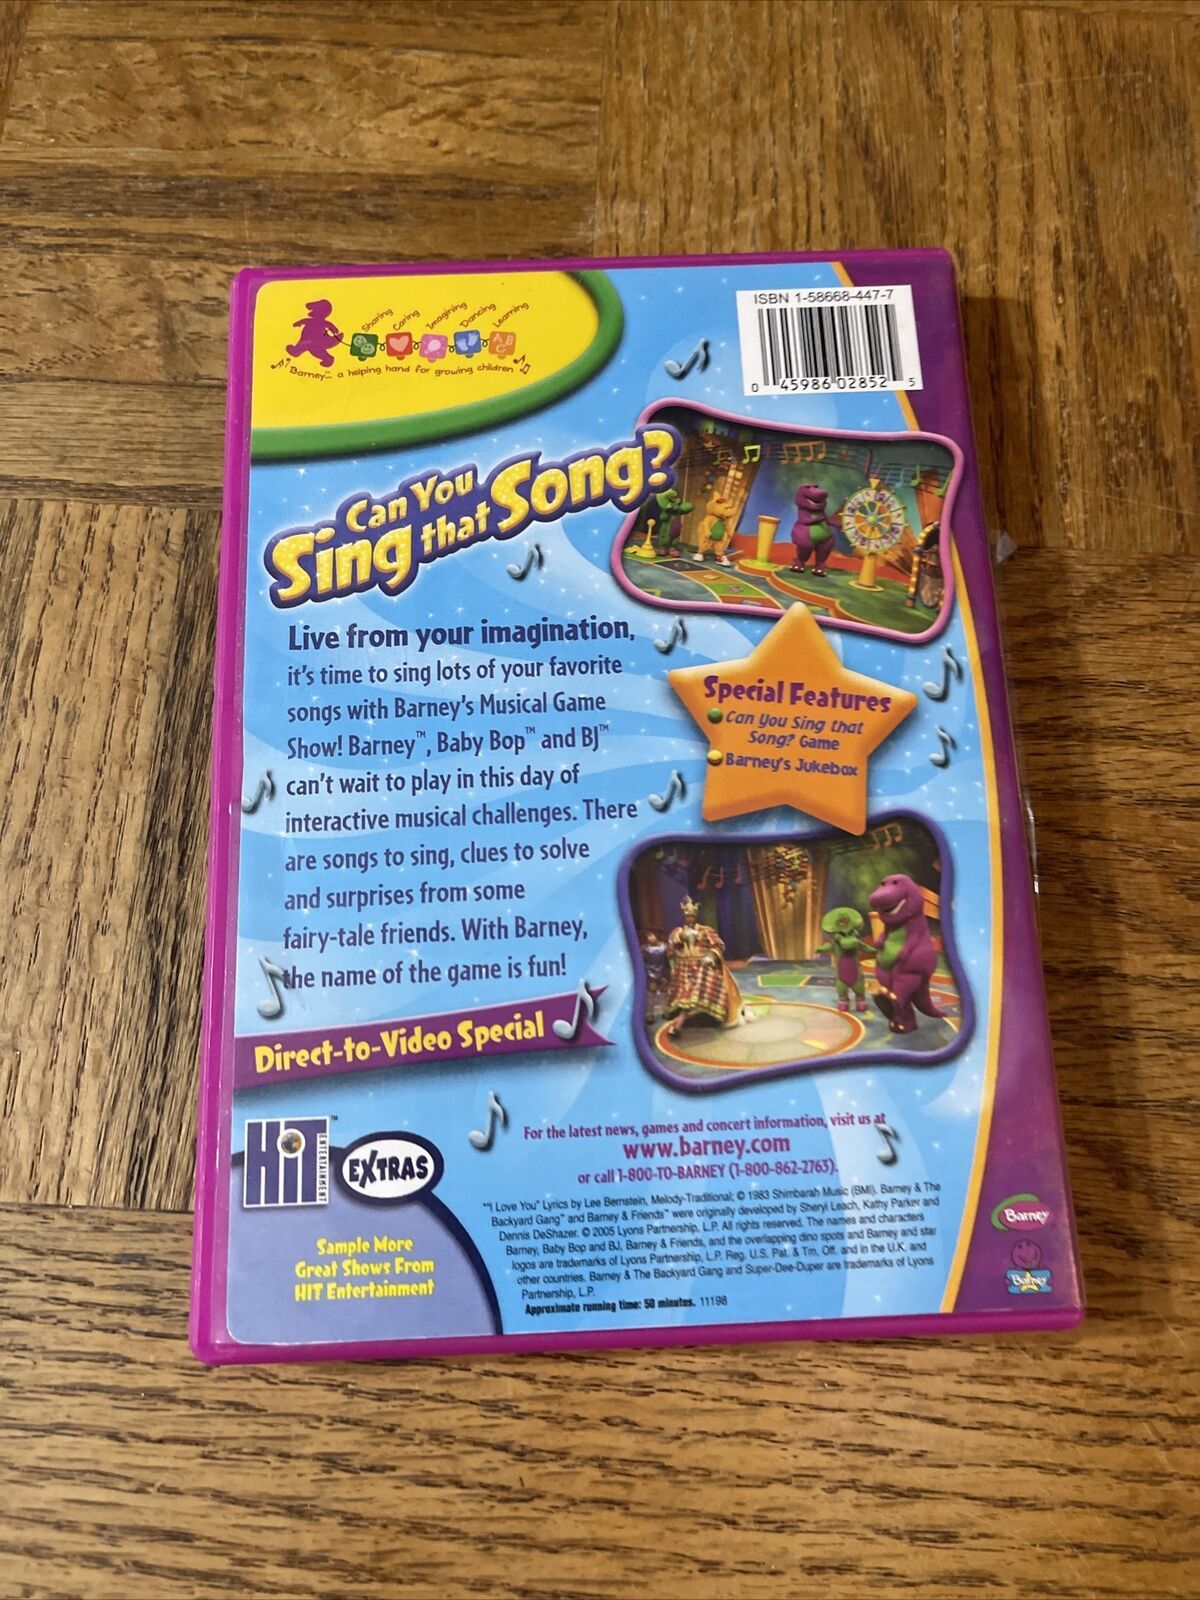 Sharing
Caring
Imagining
Dancing
Learning
A B
C
Barney... a helping hand for growing children
ISBN 1-58668-447-7
0 45986 02852 5
Can You
Sing that Song?
Live from your imagination,
it's time to sing lots of your favorite
songs with Barney's Musical Game
Show! Barney™, Baby Bop™ and BJ™
can't wait to play in this day of
interactive musical challenges. There
are songs to sing, clues to solve
and surprises from some
fairy-tale friends. With Barney,
the name of the game is fun!
Special Features
Can You Sing that
Song? Game
Barney's Jukebox
Direct-to-Video Special
HiT™
ENTERTAINMENT
EXTRAS
Sample More
Great Shows From
HIT Entertainment
For the latest news, games and concert information, visit us at
www.barney.com
or call 1-800-TO-BARNEY (1-800-862-2763).
"I Love You" Lyrics by Lee Bernstein, Melody-Traditional; © 1983 Shimbarah Music (BMI). Barney & The
Backyard Gang™ and Barney & Friends™ were originally developed by Sheryl Leach, Kathy Parker and
Dennis DeShazer. © 2005 Lyons Partnership, L.P. All rights reserved. The names and characters
Barney, Baby Bop and BJ, Barney & Friends, and the overlapping dino spots and Barney and star
logos are trademarks of Lyons Partnership, L.P. Reg. U.S. Pat. & Tm. Off. and in the U.K. and
other countries. Barney & The Backyard Gang and Super-Dee-Duper are trademarks of Lyons
Partnership, L.P.
Approximate running time: 50 minutes. 11198
Barney
Barney